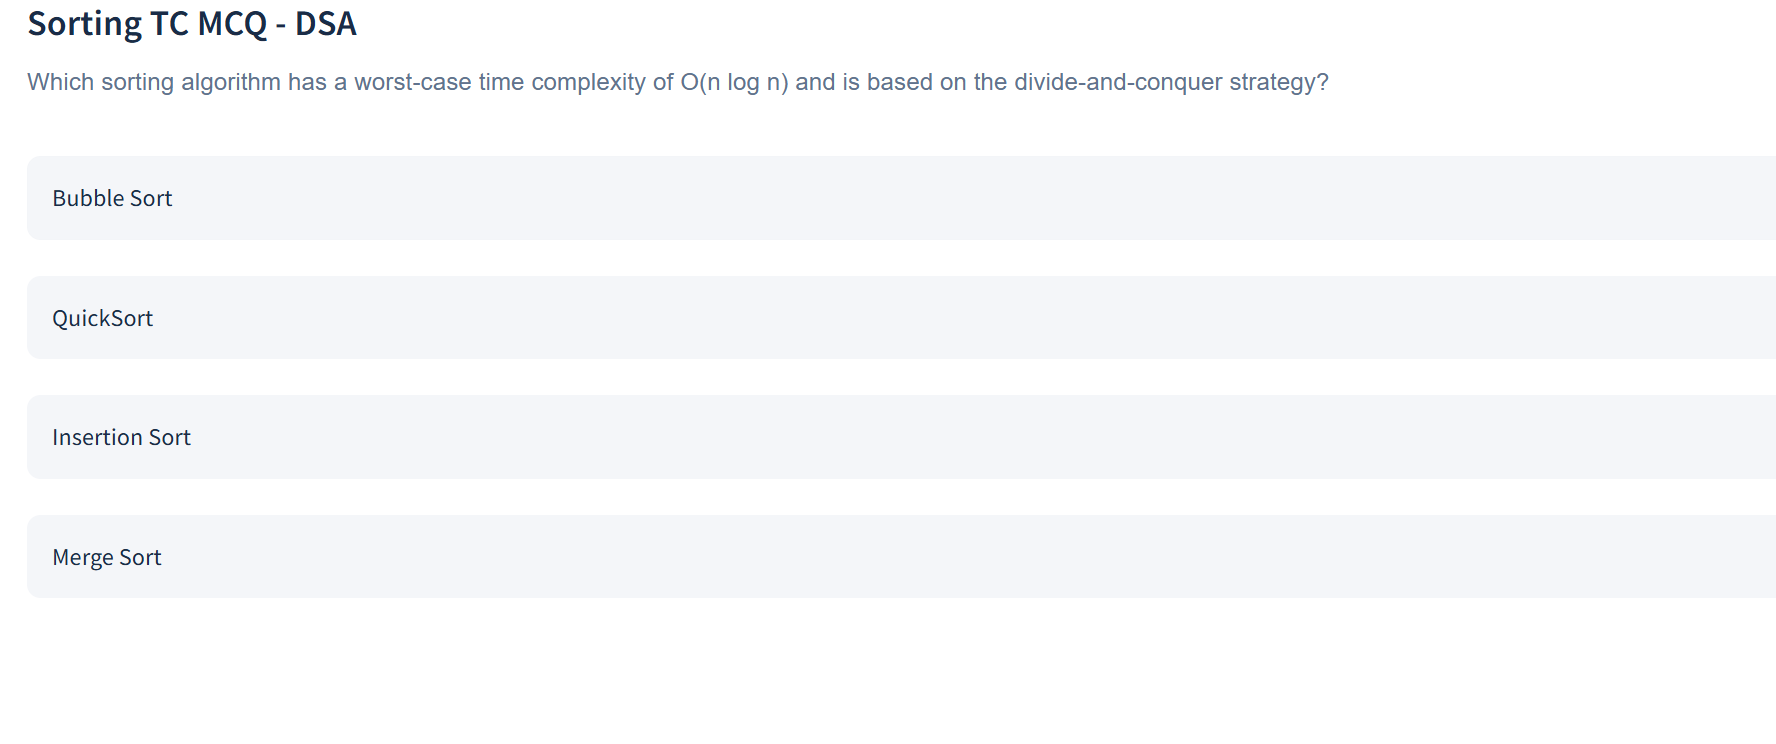 Sorting TC MCQ - DSA
Which sorting algorithm has a worst-case time complexity of O(n log n) and is based on the divide-and-conquer strategy?
Bubble Sort
QuickSort
Insertion Sort
Merge Sort